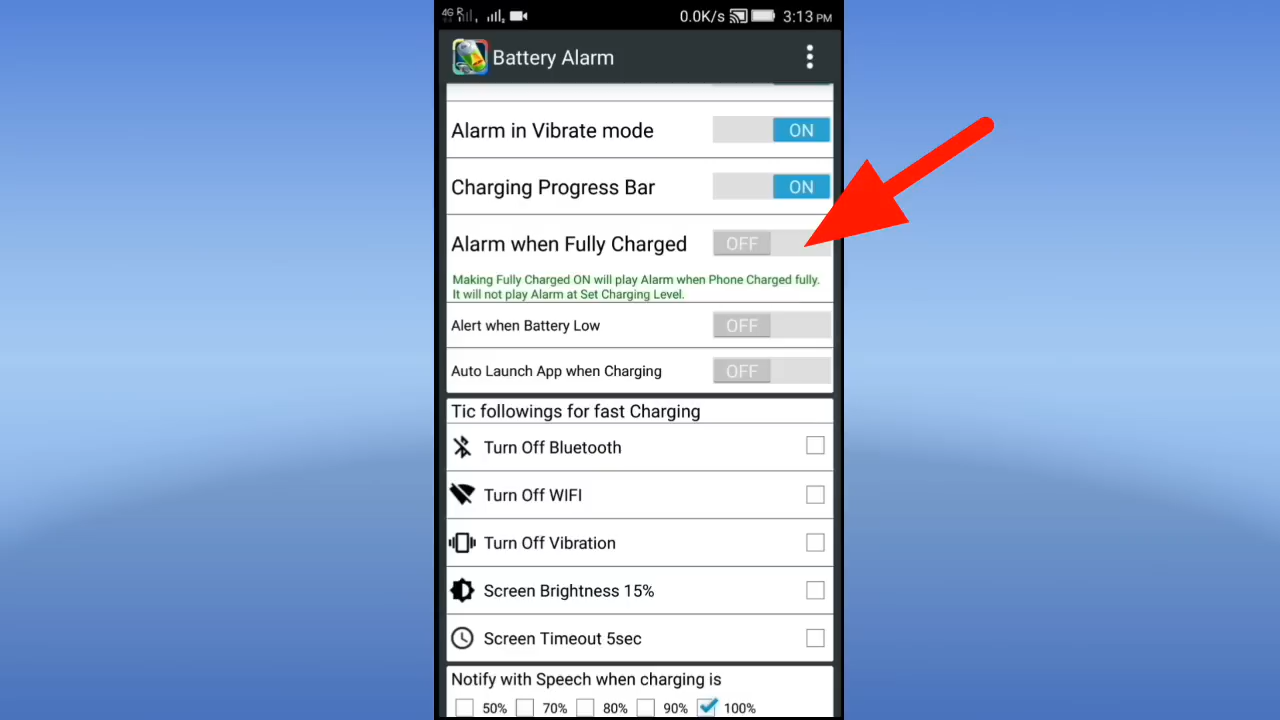 4G R 0.0K/s 3:13 PM
Battery Alarm
Alarm in Vibrate mode ON
Charging Progress Bar ON
Alarm when Fully Charged OFF
Making Fully Charged ON will play Alarm when Phone Charged fully.
It will not play Alarm at Set Charging Level.
Alert when Battery Low OFF
Auto Launch App when Charging OFF
Tic followings for fast Charging
Turn Off Bluetooth
Turn Off WIFI
Turn Off Vibration
Screen Brightness 15%
Screen Timeout 5sec
Notify with Speech when charging is
50% 70% 80% 90% 100%